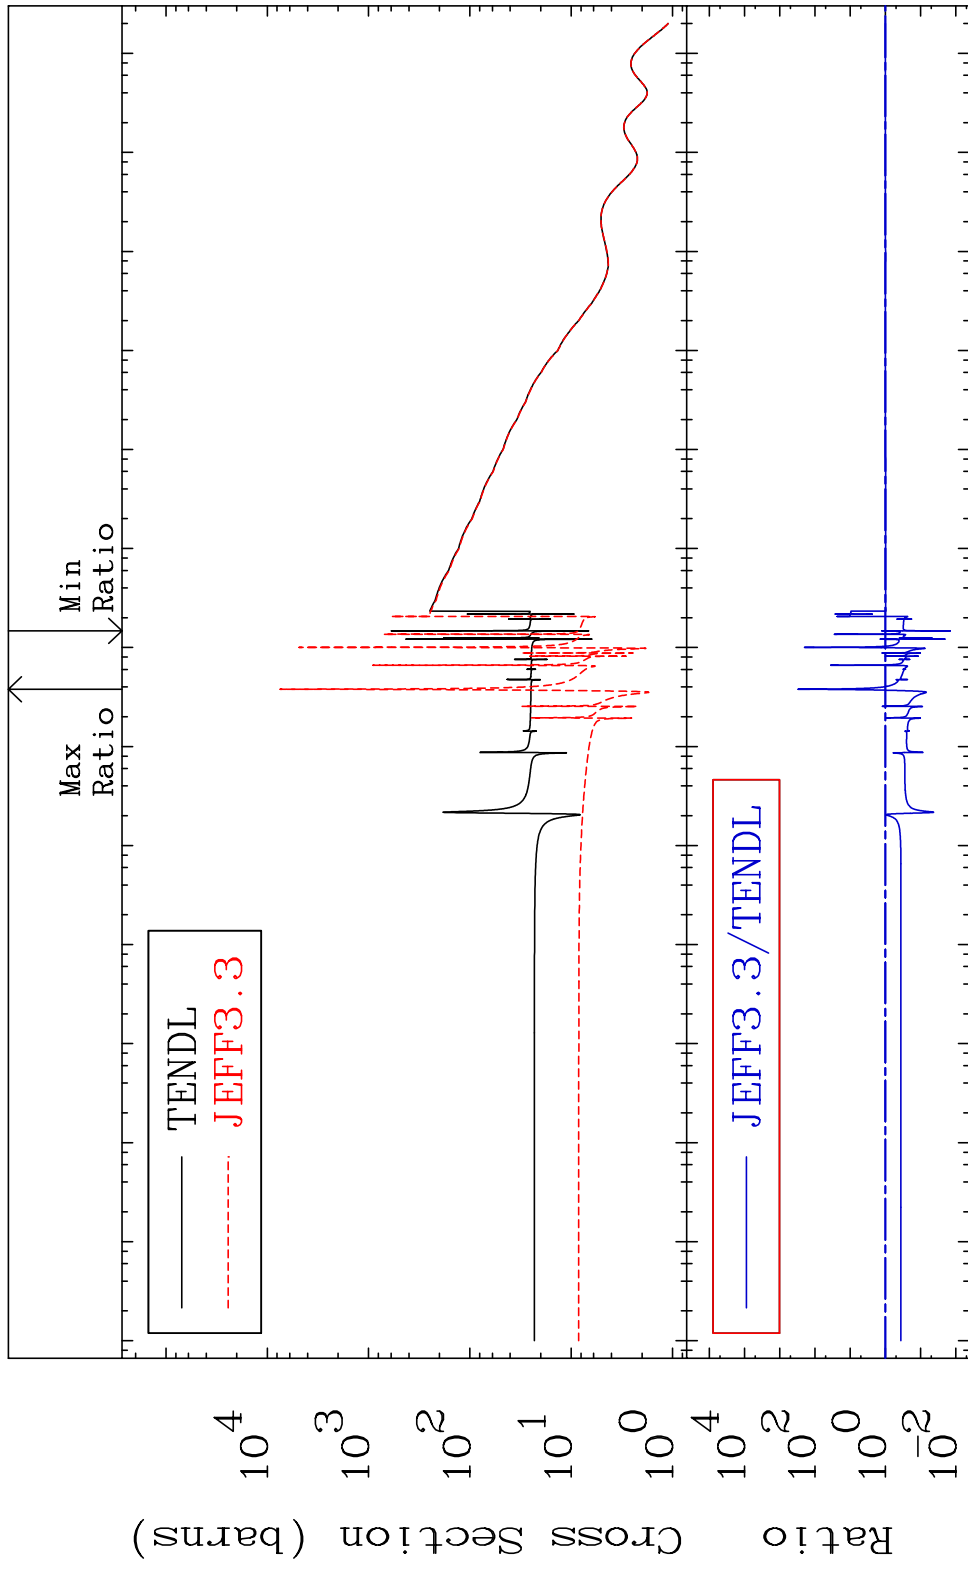 Max
Ratio
Min
Ratio
TENDL
JEFF3.3
Cross Section (barns)
10^4
10^3
10^2
10^1
10^0
JEFF3.3/TENDL
Ratio
10^4
10^2
10^0
10^-2